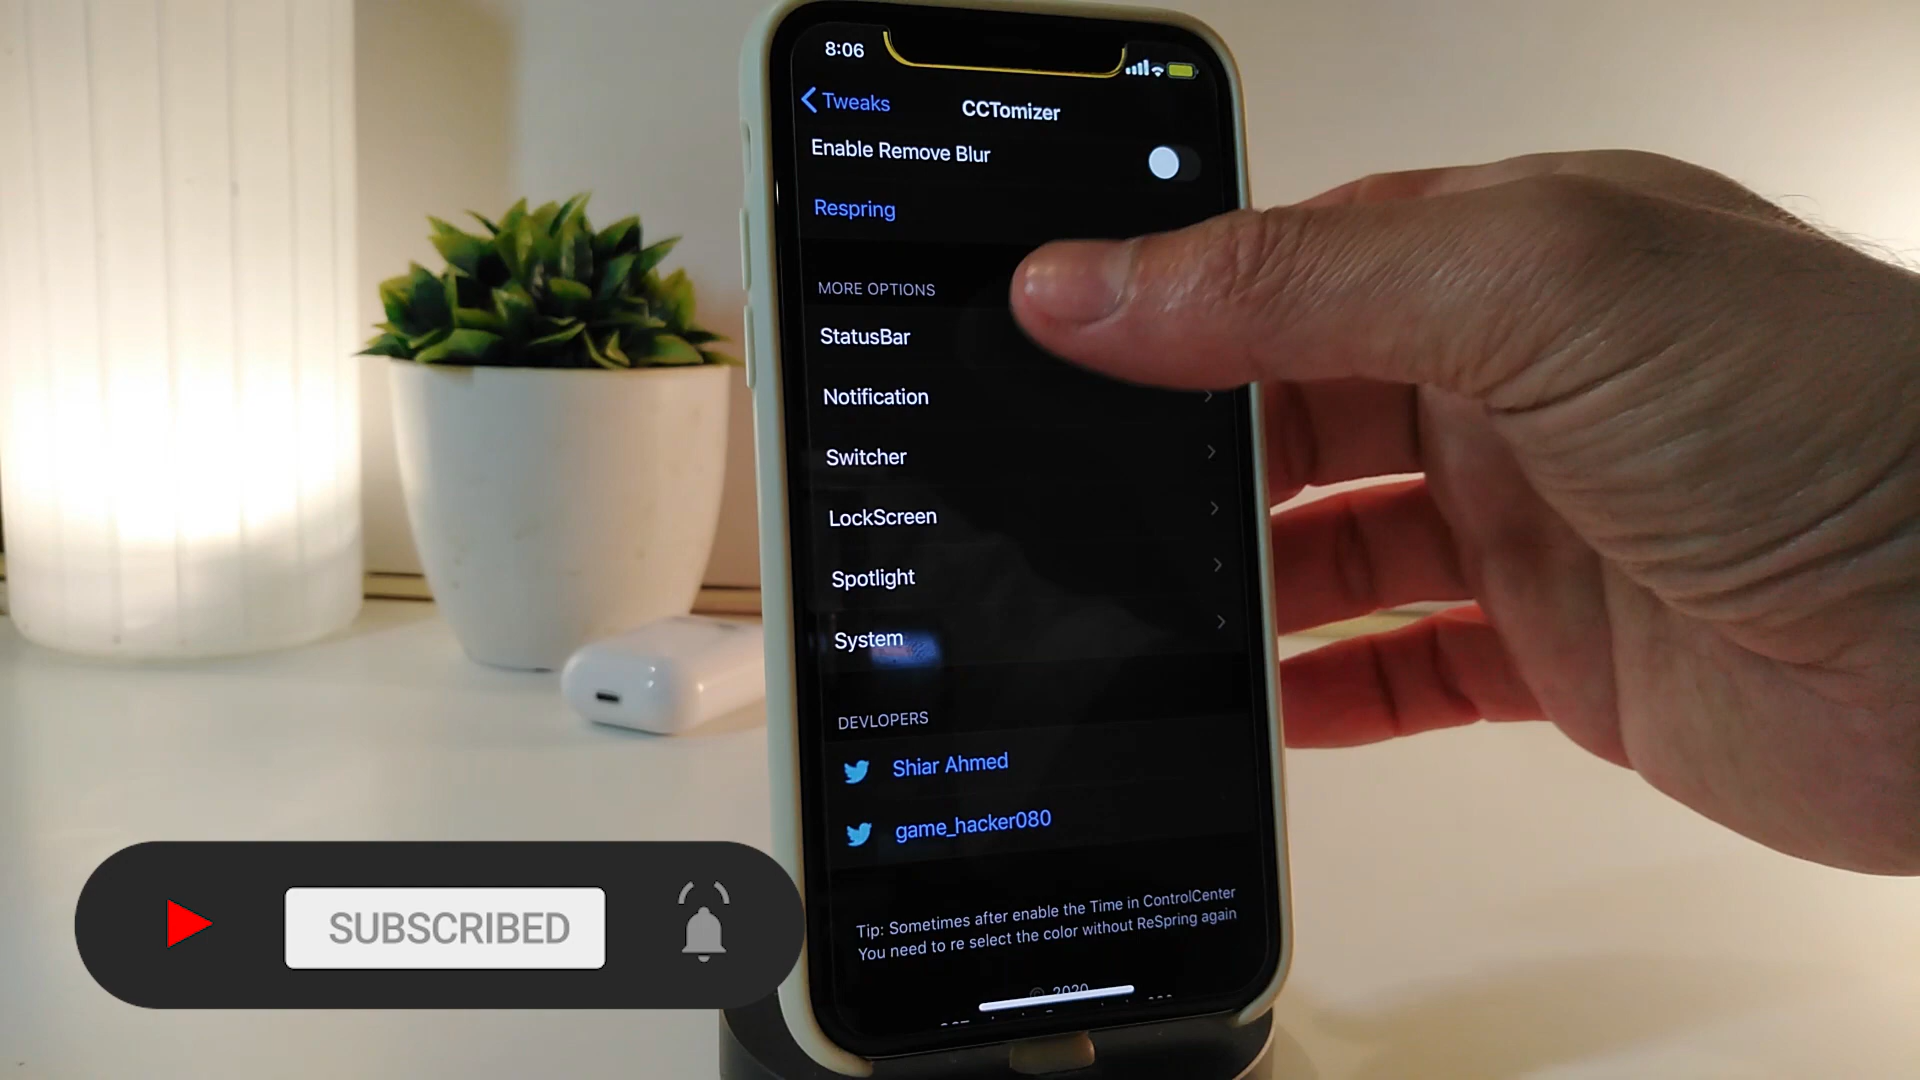 8:06
Tweaks
CCTomizer
Enable Remove Blur
Respring
MORE OPTIONS
StatusBar
Notification
Switcher
LockScreen
Spotlight
System
DEVLOPERS
Shiar Ahmed
game_hacker080
Tip: Sometimes after enable the Time in ControlCenter
You need to re select the color without ReSpring again
© 2020
SUBSCRIBED